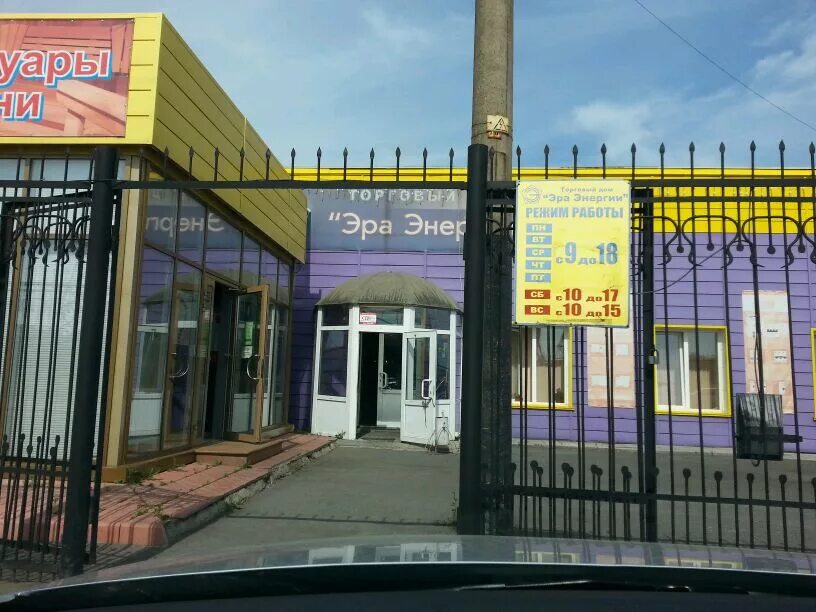 уары
ни
ТОРГОВЫЙ
"Эра Энер
Торговый дом
"Эра Энергии"
РЕЖИМ РАБОТЫ
ПН
ВТ
СР
ЧТ
ПТ
с 9 до 18
СБ с 10 до 17
ВС с 10 до 15